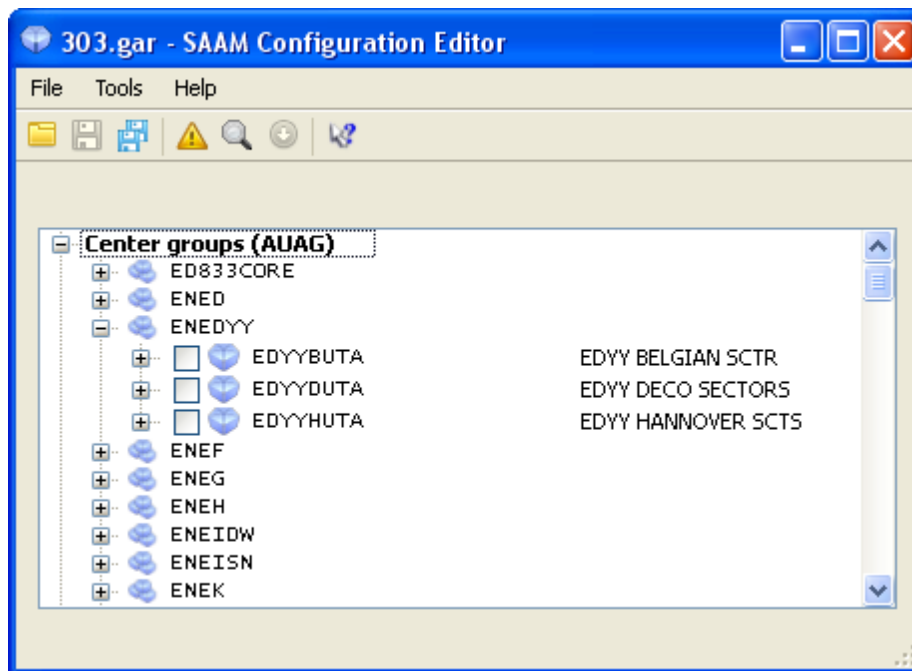 303.gar - SAAM Configuration Editor
File Tools Help
Center groups (AUAG)
ED833CORE
ENED
ENEDYY
EDYYBUTA EDYY BELGIAN SCTR
EDYYDUTA EDYY DECO SECTORS
EDYYHUTA EDYY HANNOVER SCTS
ENEF
ENEG
ENEH
ENEIDW
ENEISN
ENEK